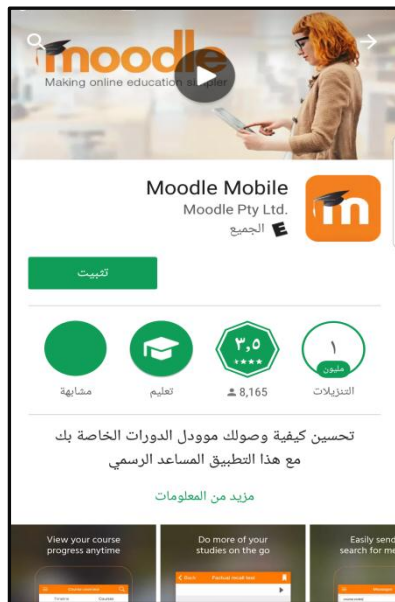 moodle
Making online education simpler
Moodle Mobile
Moodle Pty Ltd.
الجميع
m
تثبيت
١
مليون
التنزيلات
٣,٥
8,165
تعليم
مشابهة
تحسين كيفية وصولك موودل الدورات الخاصة بك
مع هذا التطبيق المساعد الرسمي
مزيد من المعلومات
View your course
progress anytime
Do more of your
studies on the go
Easily send
search for me